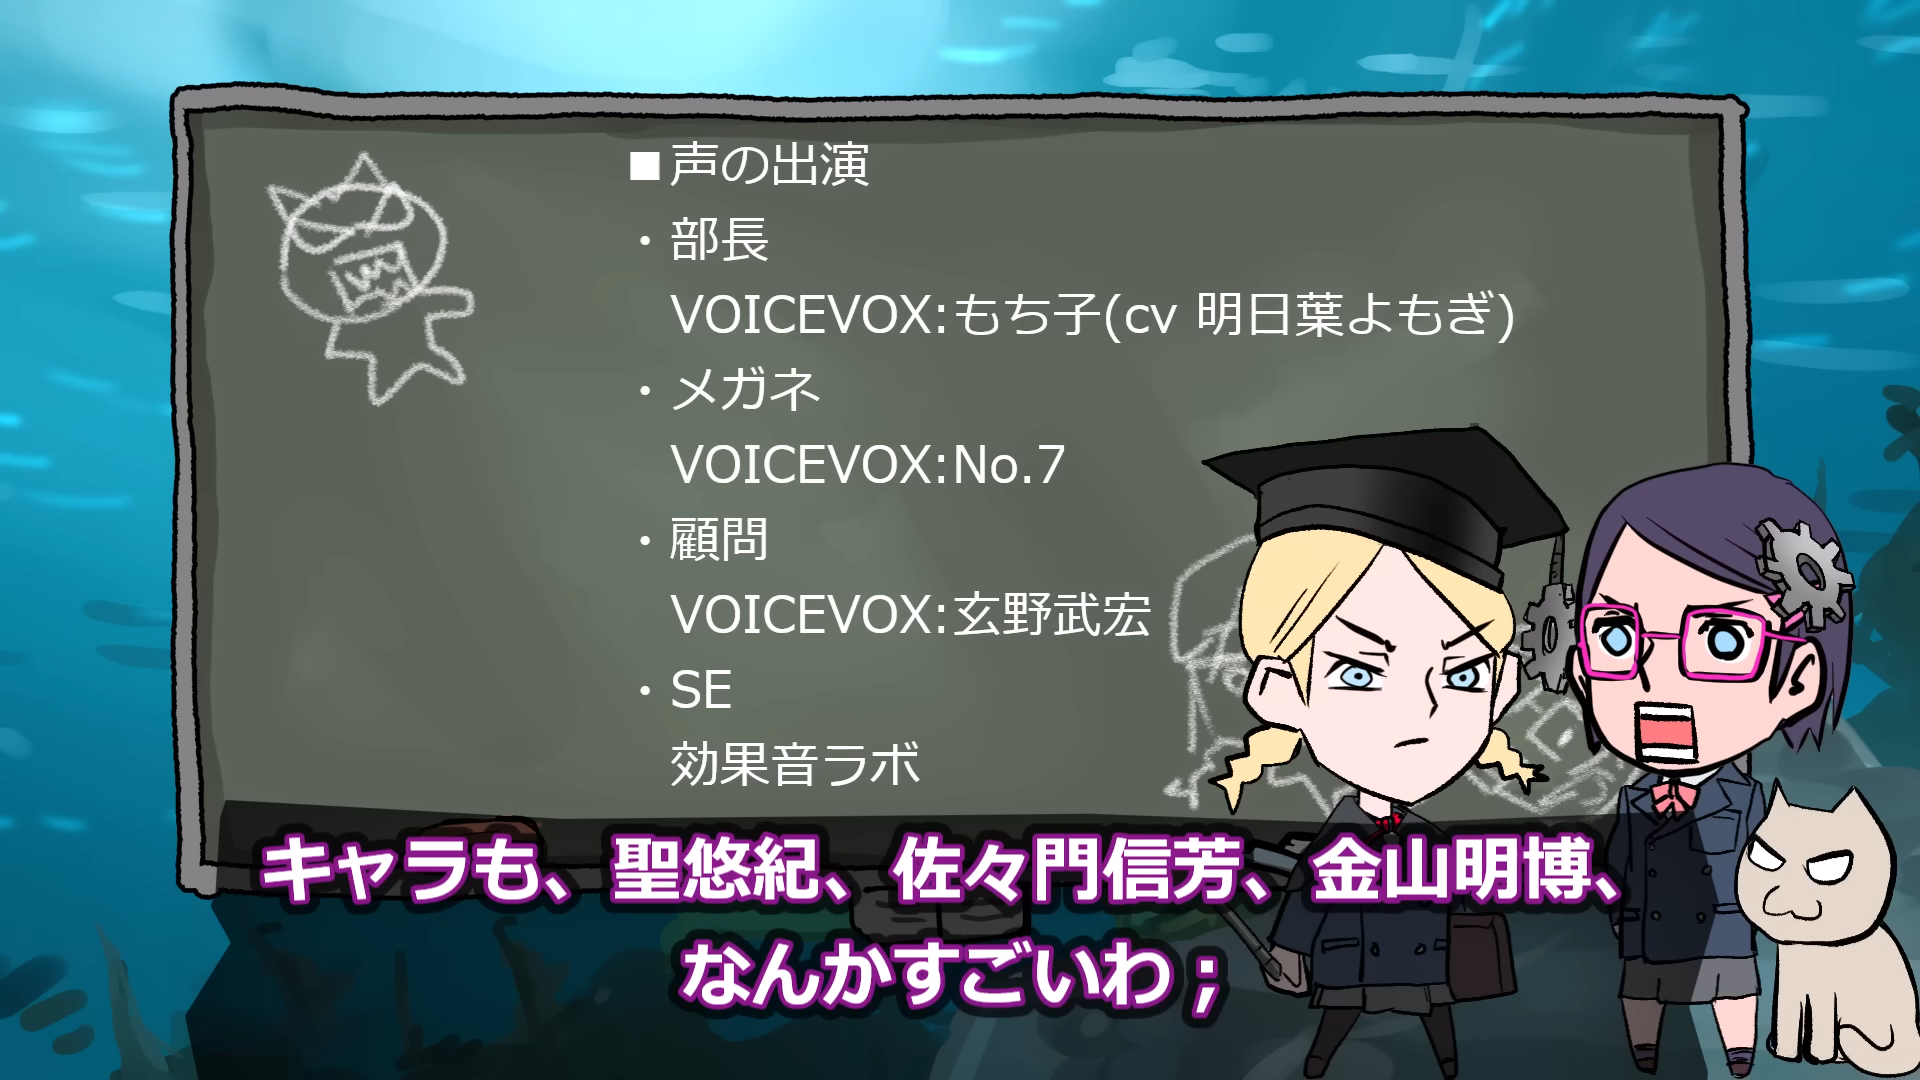 ■声の出演
・部長
VOICEVOX:もち子(cv 明日葉よもぎ)
・メガネ
VOICEVOX:No.7
・顧問
VOICEVOX:玄野武宏
・SE
効果音ラボ
キャラも、聖悠紀、佐々門信芳、金山明博、
なんかすごいわ；